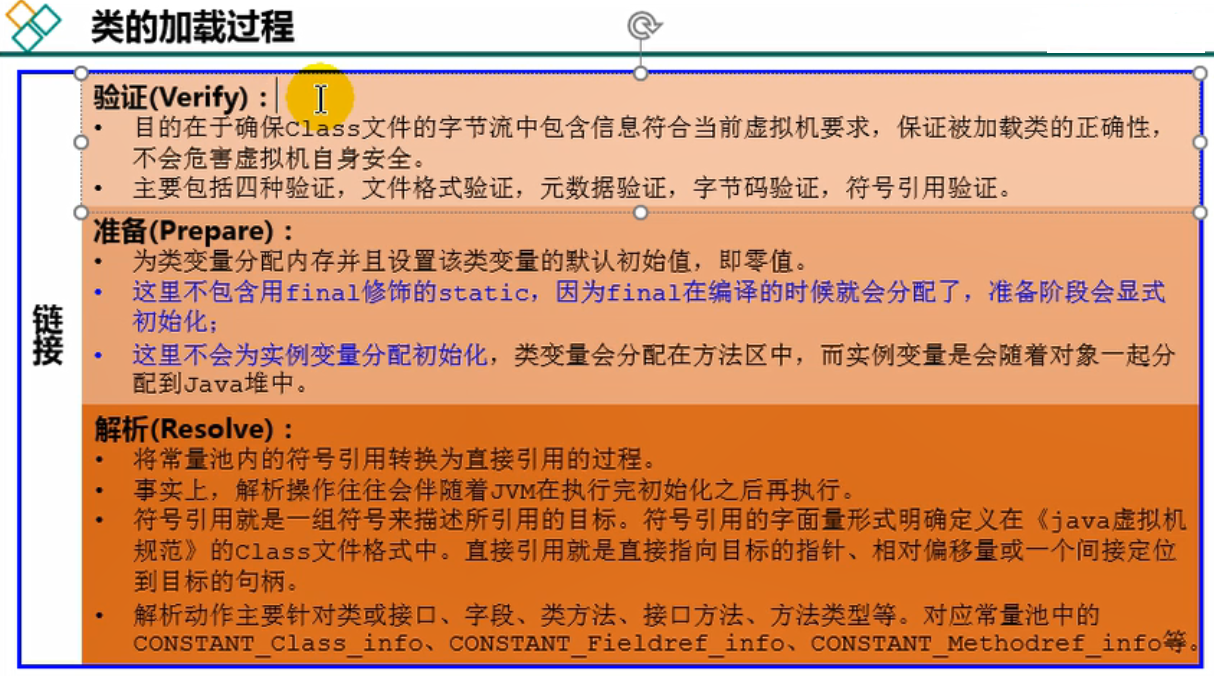 类的加载过程
链接
验证(Verify)：
• 目的在于确保Class文件的字节流中包含信息符合当前虚拟机要求，保证被加载类的正确性，
不会危害虚拟机自身安全。
• 主要包括四种验证，文件格式验证，元数据验证，字节码验证，符号引用验证。
准备(Prepare)：
• 为类变量分配内存并且设置该类变量的默认初始值，即零值。
• 这里不包含用final修饰的static，因为final在编译的时候就会分配了，准备阶段会显式
初始化；
• 这里不会为实例变量分配初始化，类变量会分配在方法区中，而实例变量是会随着对象一起分
配到Java堆中。
解析(Resolve)：
• 将常量池内的符号引用转换为直接引用的过程。
• 事实上，解析操作往往会伴随着JVM在执行完初始化之后再执行。
• 符号引用就是一组符号来描述所引用的目标。符号引用的字面量形式明确定义在《java虚拟机
规范》的Class文件格式中。直接引用就是直接指向目标的指针、相对偏移量或一个间接定位
到目标的句柄。
• 解析动作主要针对类或接口、字段、类方法、接口方法、方法类型等。对应常量池中的
CONSTANT_Class_info、CONSTANT_Fieldref_info、CONSTANT_Methodref_info等。